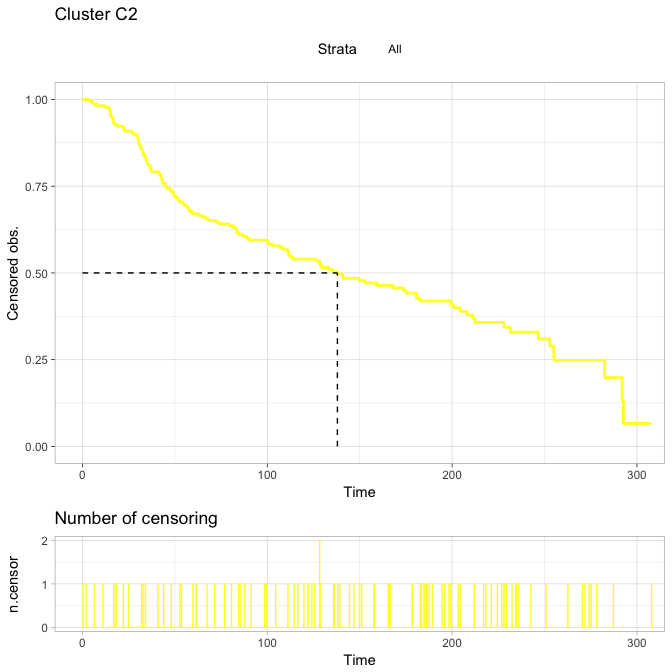 Cluster C2
Strata All
1.00
0.75
0.50
0.25
0.00
Censored obs.
0 100 200 300
Time
Number of censoring
2
1
0
n.censor
0 100 200 300
Time